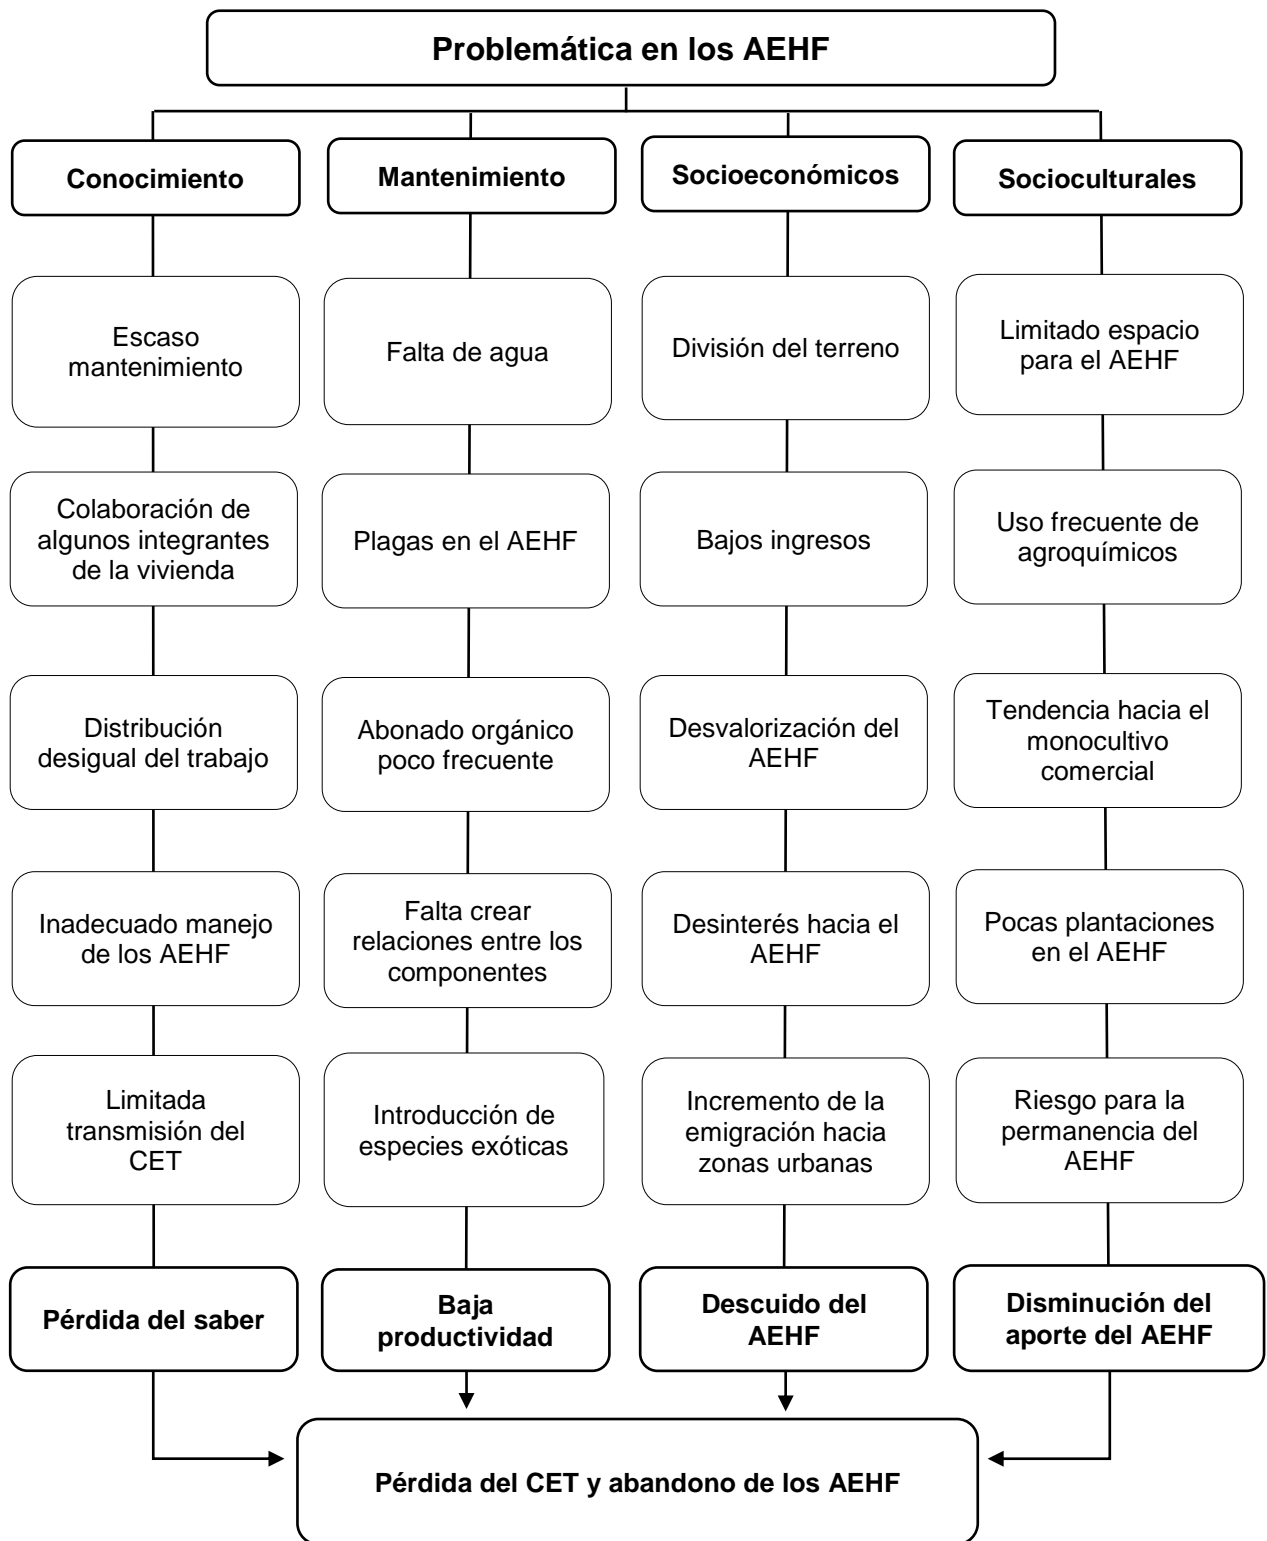 Problemática en los AEHF
Conocimiento
Mantenimiento
Socioeconómicos
Socioculturales
Escaso
mantenimiento
Falta de agua
División del terreno
Limitado espacio
para el AEHF
Colaboración de
algunos integrantes
de la vivienda
Plagas en el AEHF
Bajos ingresos
Uso frecuente de
agroquímicos
Distribución
desigual del trabajo
Abonado orgánico
poco frecuente
Desvalorización del
AEHF
Tendencia hacia el
monocultivo
comercial
Inadecuado manejo
de los AEHF
Falta crear
relaciones entre los
componentes
Desinterés hacia el
AEHF
Pocas plantaciones
en el AEHF
Limitada
transmisión del
CET
Introducción de
especies exóticas
Incremento de la
emigración hacia
zonas urbanas
Riesgo para la
permanencia del
AEHF
Pérdida del saber
Baja
productividad
Descuido del
AEHF
Disminución del
aporte del AEHF
Pérdida del CET y abandono de los AEHF